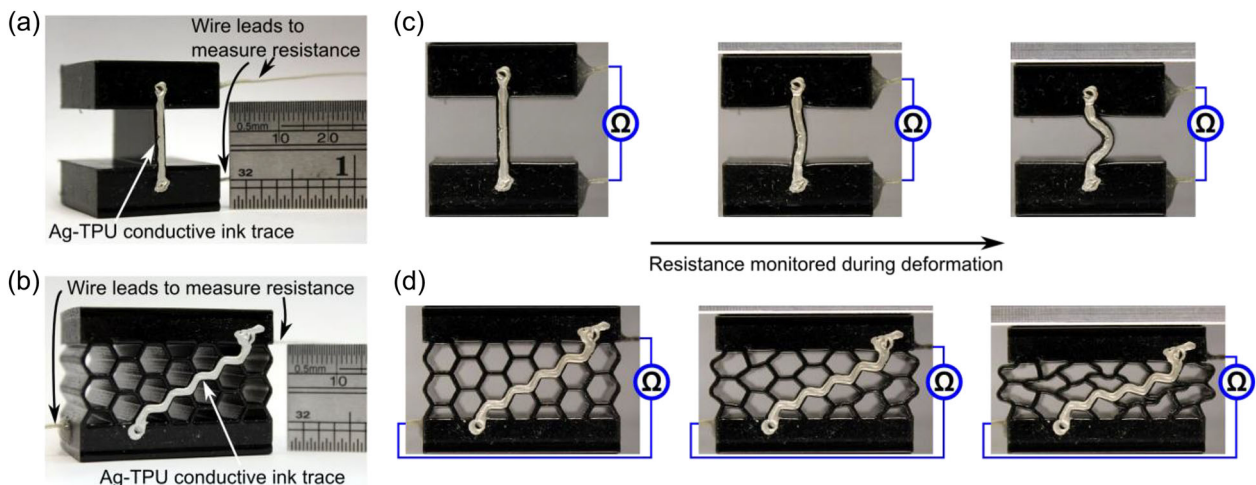 (a)
Wire leads to
measure resistance
0.5mm
10
20
32
1
Ag-TPU conductive ink trace
(b)
Wire leads to measure resistance
0.5mm
10
32
Ag-TPU conductive ink trace
(c)
Ω
Ω
Ω
Resistance monitored during deformation
(d)
Ω
Ω
Ω